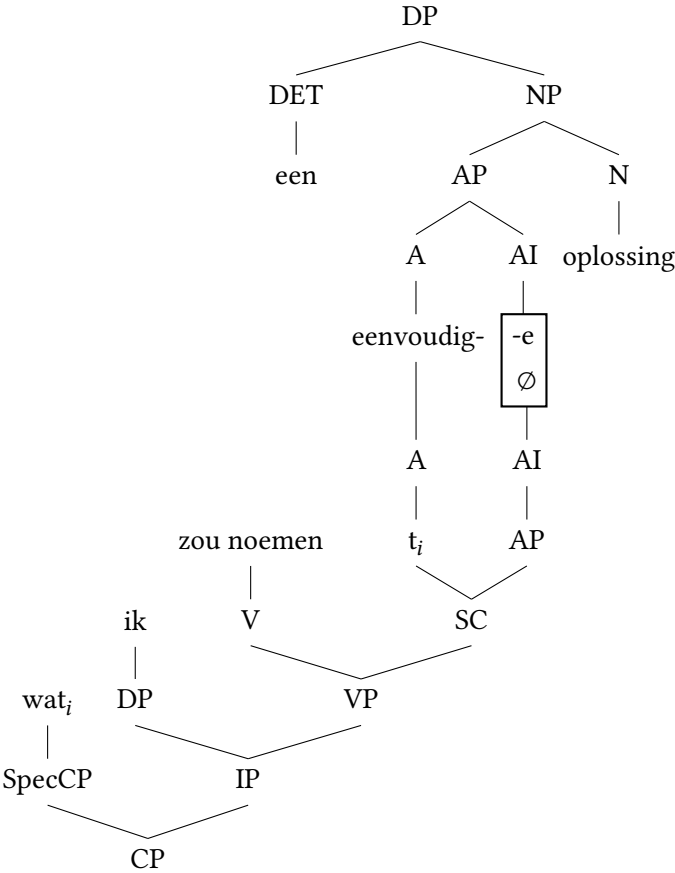 DP
DET NP
een AP N
A AI oplossing
eenvoudig- -e
∅
A AI
zou noemen tᵢ AP
ik V SC
watᵢ DP VP
SpecCP IP
CP